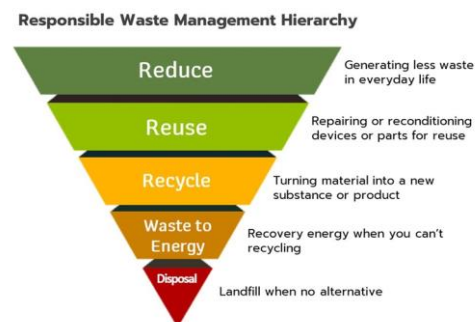 Responsible Waste Management Hierarchy
Reduce
Generating less waste
in everyday life
Reuse
Repairing or reconditioning
devices or parts for reuse
Recycle
Turning material into a new
substance or product
Waste to
Energy
Recovery energy when you can't
recycling
Disposal
Landfill when no alternative